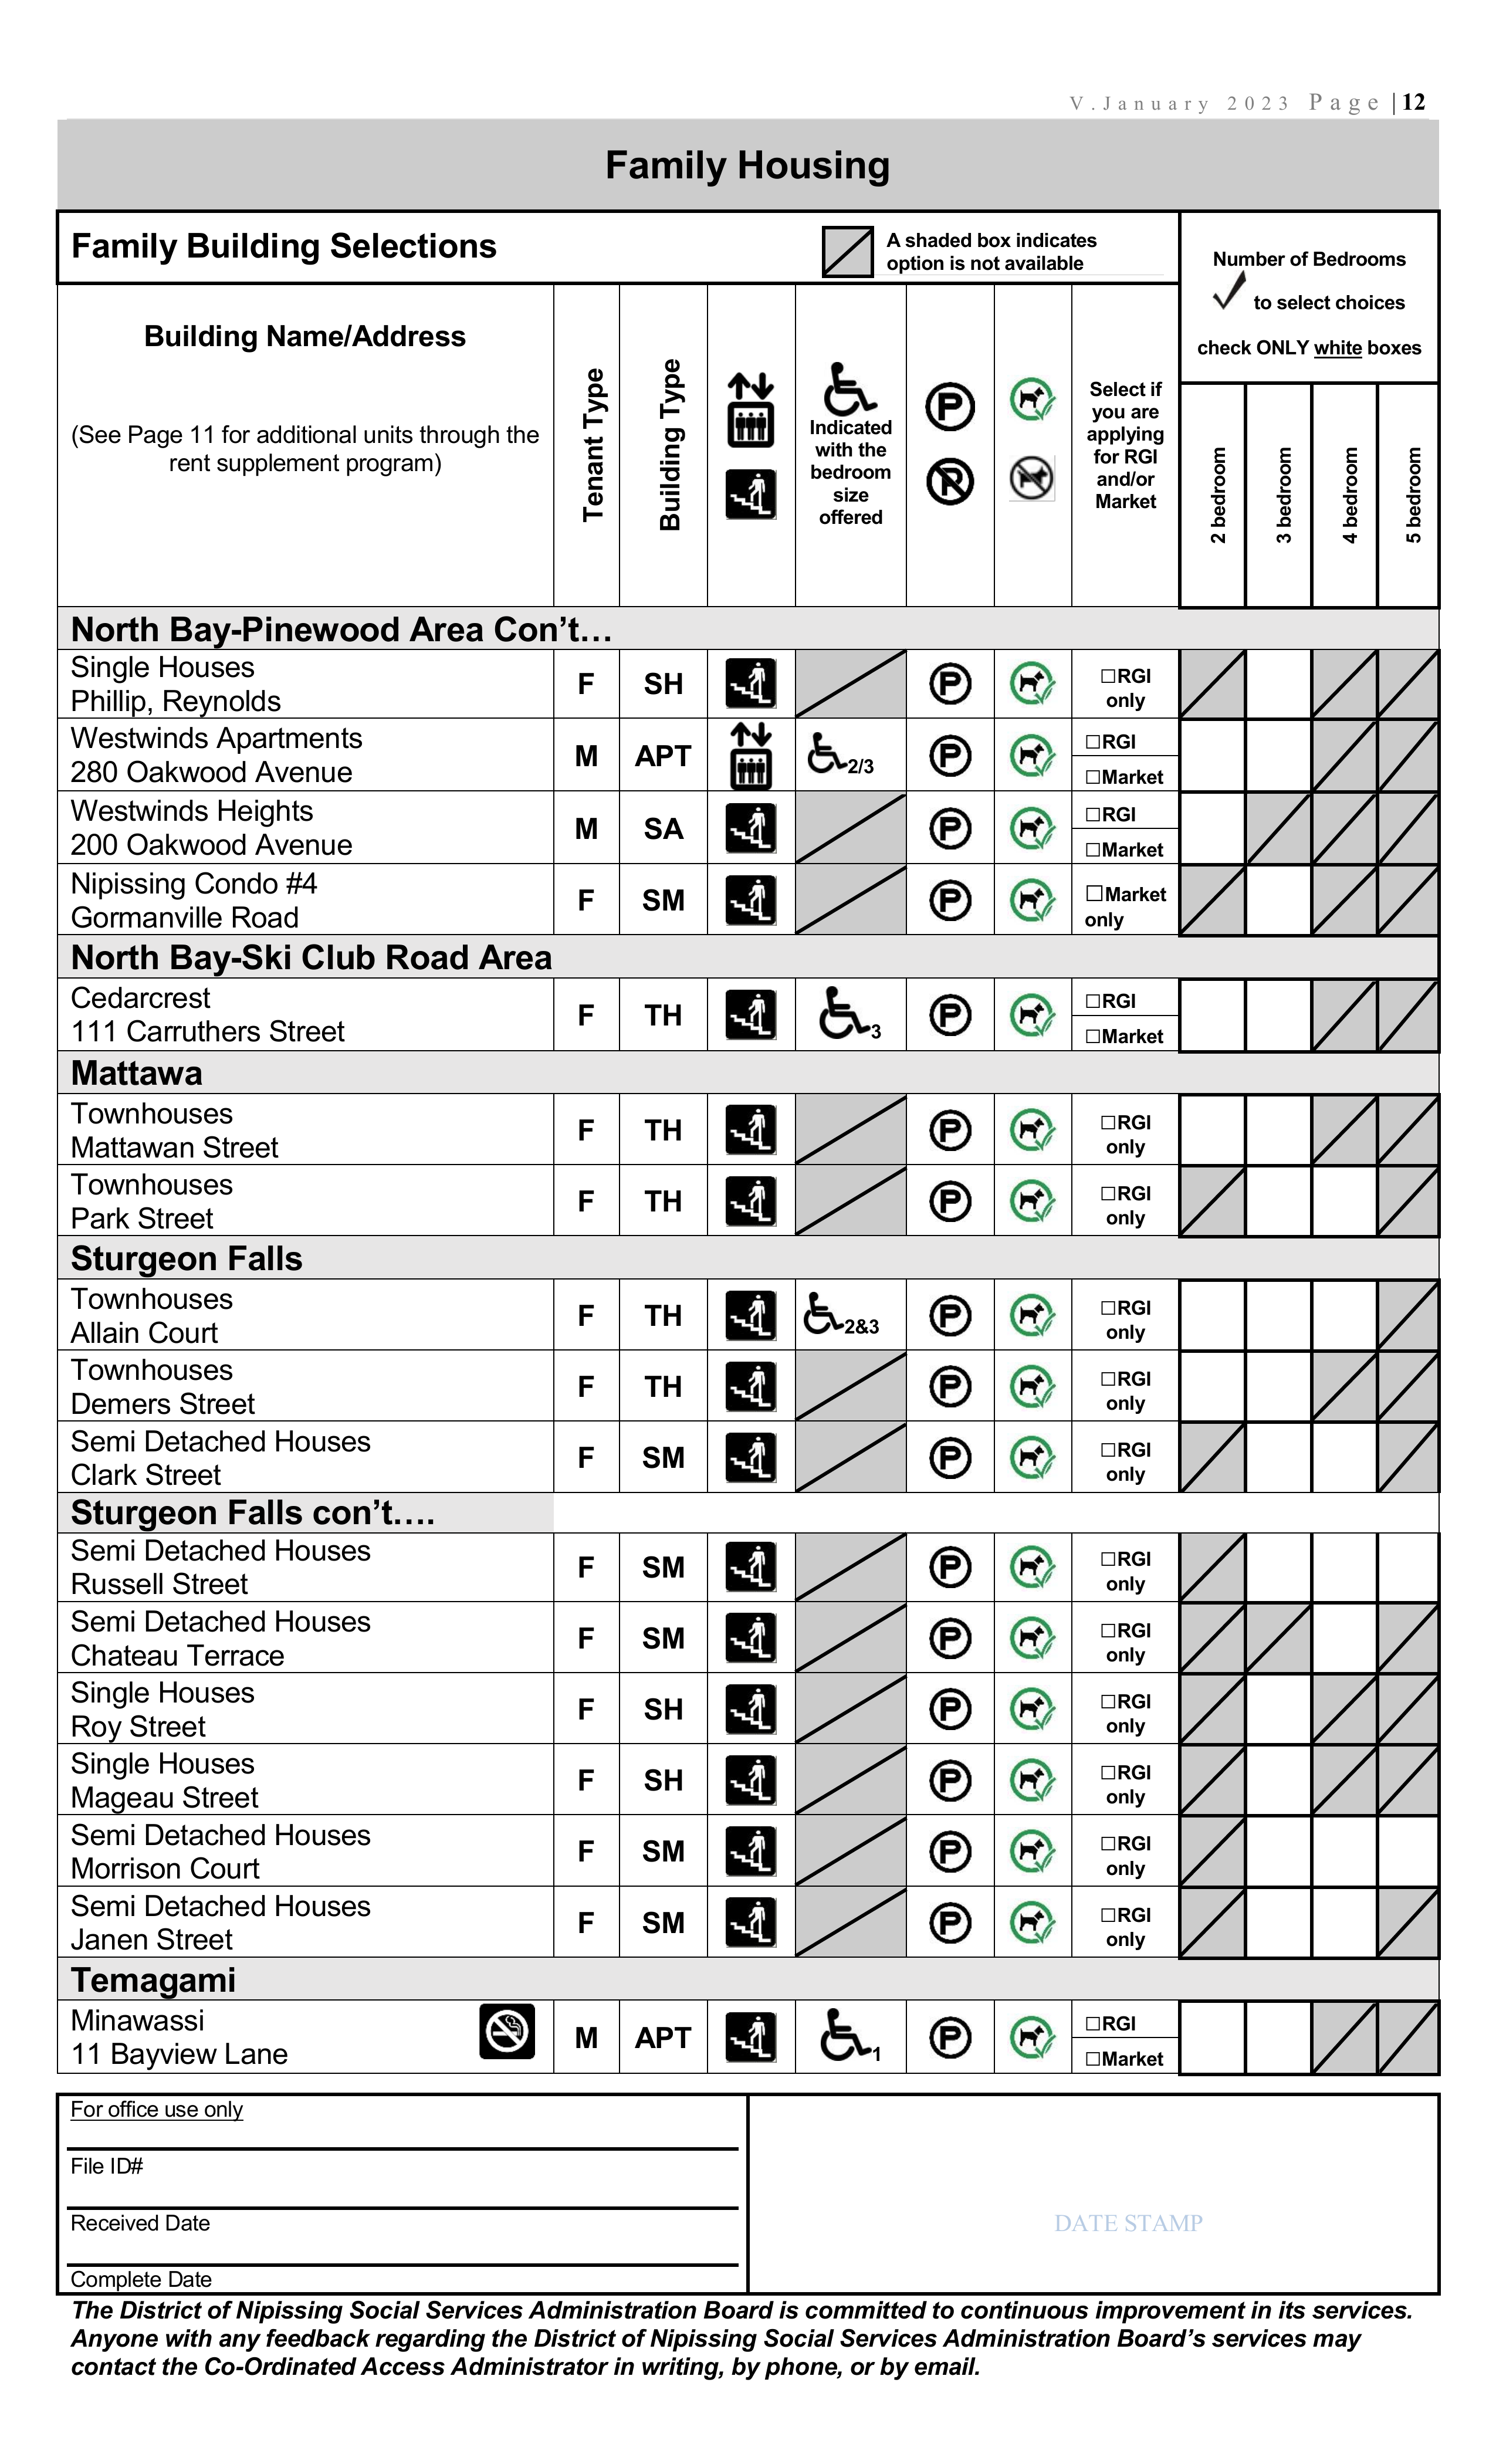 V.January 2023 Page |12
Family Housing
Family Building Selections
A shaded box indicates
option is not available
Number of Bedrooms
to select choices
check ONLY white boxes
Building Name/Address
(See Page 11 for additional units through the
rent supplement program)
Tenant Type
Building Type
Indicated
with the
bedroom
size
offered
P
P
Select if
you are
applying
for RGI
and/or
Market
2 bedroom
3 bedroom
4 bedroom
5 bedroom
North Bay-Pinewood Area Con't…
Single Houses
Phillip, Reynolds
F
SH
P
☐RGI
only
Westwinds Apartments
280 Oakwood Avenue
M
APT
2/3
P
☐RGI
☐Market
Westwinds Heights
200 Oakwood Avenue
M
SA
P
☐RGI
☐Market
Nipissing Condo #4
Gormanville Road
F
SM
P
☐Market
only
North Bay-Ski Club Road Area
Cedarcrest
111 Carruthers Street
F
TH
3
P
☐RGI
☐Market
Mattawa
Townhouses
Mattawan Street
F
TH
P
☐RGI
only
Townhouses
Park Street
F
TH
P
☐RGI
only
Sturgeon Falls
Townhouses
Allain Court
F
TH
2&3
P
☐RGI
only
Townhouses
Demers Street
F
TH
P
☐RGI
only
Semi Detached Houses
Clark Street
F
SM
P
☐RGI
only
Sturgeon Falls con't….
Semi Detached Houses
Russell Street
F
SM
P
☐RGI
only
Semi Detached Houses
Chateau Terrace
F
SM
P
☐RGI
only
Single Houses
Roy Street
F
SH
P
☐RGI
only
Single Houses
Mageau Street
F
SH
P
☐RGI
only
Semi Detached Houses
Morrison Court
F
SM
P
☐RGI
only
Semi Detached Houses
Janen Street
F
SM
P
☐RGI
only
Temagami
Minawassi
11 Bayview Lane
M
APT
1
P
☐RGI
☐Market
For office use only
File ID#
Received Date
Complete Date
DATE STAMP
The District of Nipissing Social Services Administration Board is committed to continuous improvement in its services.
Anyone with any feedback regarding the District of Nipissing Social Services Administration Board's services may
contact the Co-Ordinated Access Administrator in writing, by phone, or by email.